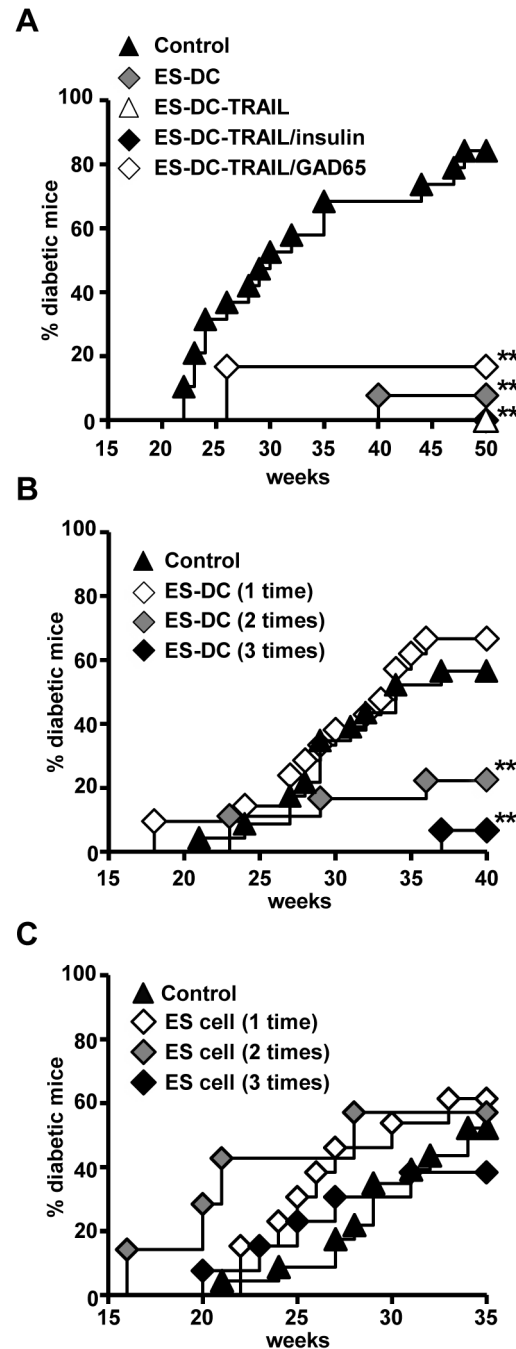 A
Control
ES-DC
ES-DC-TRAIL
ES-DC-TRAIL/insulin
ES-DC-TRAIL/GAD65
% diabetic mice
100
80
60
40
20
0
**
**
**
15 20 25 30 35 40 45 50
weeks
B
Control
ES-DC (1 time)
ES-DC (2 times)
ES-DC (3 times)
% diabetic mice
100
80
60
40
20
0
**
**
15 20 25 30 35 40
weeks
C
Control
ES cell (1 time)
ES cell (2 times)
ES cell (3 times)
% diabetic mice
100
80
60
40
20
0
15 20 25 30 35
weeks